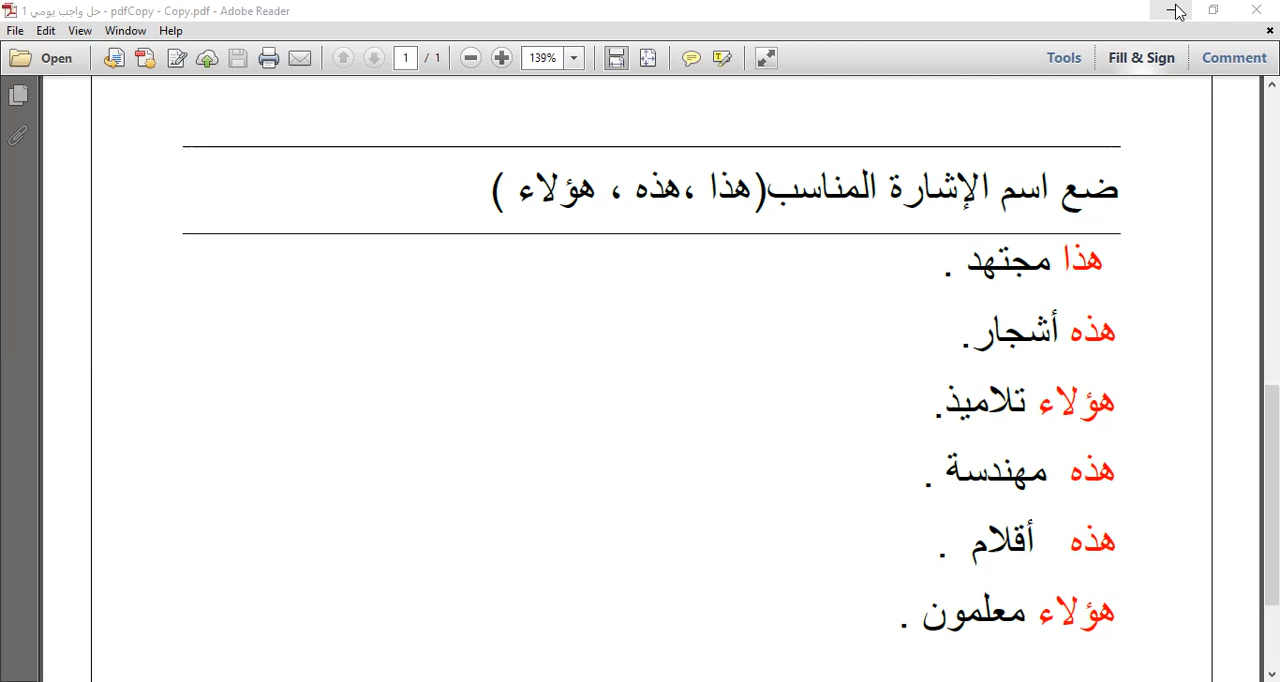 حل واجب يومي 1 - pdfCopy - Copy.pdf - Adobe Reader
File Edit View Window Help
Open 1 / 1 139% Tools Fill & Sign Comment
ضع اسم الإشارة المناسب(هذا ،هذه ، هؤلاء )
هذا مجتهد .
هذه أشجار.
هؤلاء تلاميذ.
هذه مهندسة .
هذه أقلام .
هؤلاء معلمون .